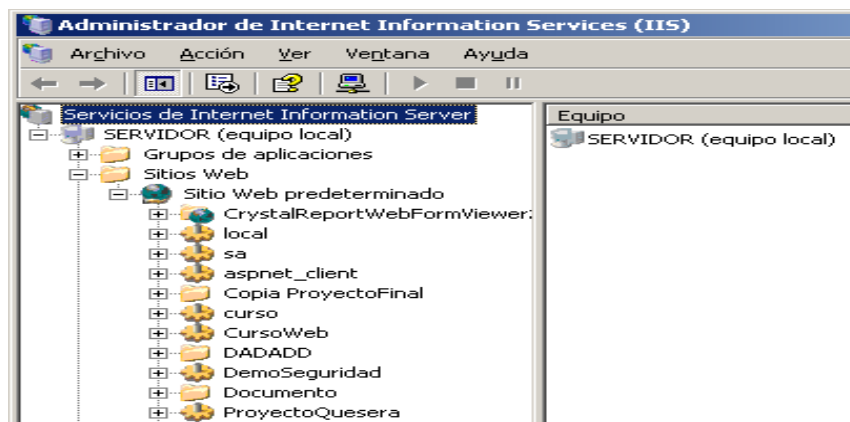 Administrador de Internet Information Services (IIS)
Archivo Acción Ver Ventana Ayuda
Servicios de Internet Information Server
SERVIDOR (equipo local)
Grupos de aplicaciones
Sitios Web
Sitio Web predeterminado
CrystalReportWebFormViewer2
local
sa
aspnet_client
Copia ProyectoFinal
curso
CursoWeb
DADADD
DemoSeguridad
Documento
ProyectoQuesera
Equipo
SERVIDOR (equipo local)